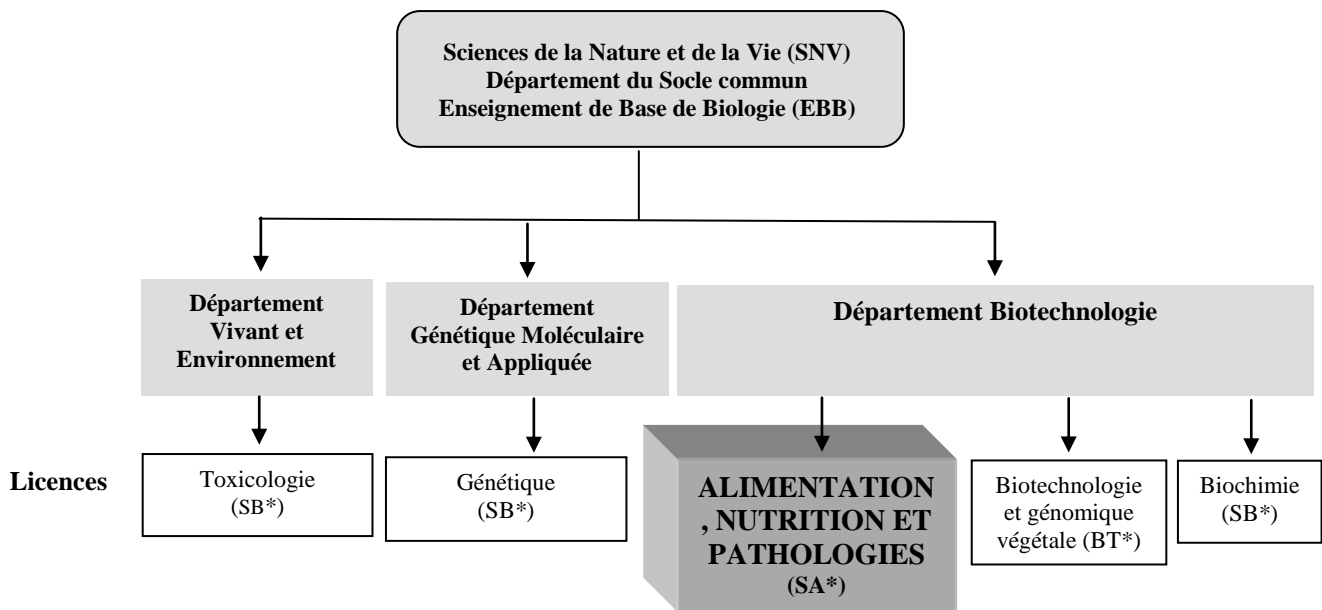 Sciences de la Nature et de la Vie (SNV)
Département du Socle commun
Enseignement de Base de Biologie (EBB)
Département
Vivant et
Environnement
Département
Génétique Moléculaire
et Appliquée
Département Biotechnologie
Licences
Toxicologie
(SB*)
Génétique
(SB*)
ALIMENTATION
, NUTRITION ET
PATHOLOGIES
(SA*)
Biotechnologie
et génomique
végétale (BT*)
Biochimie
(SB*)